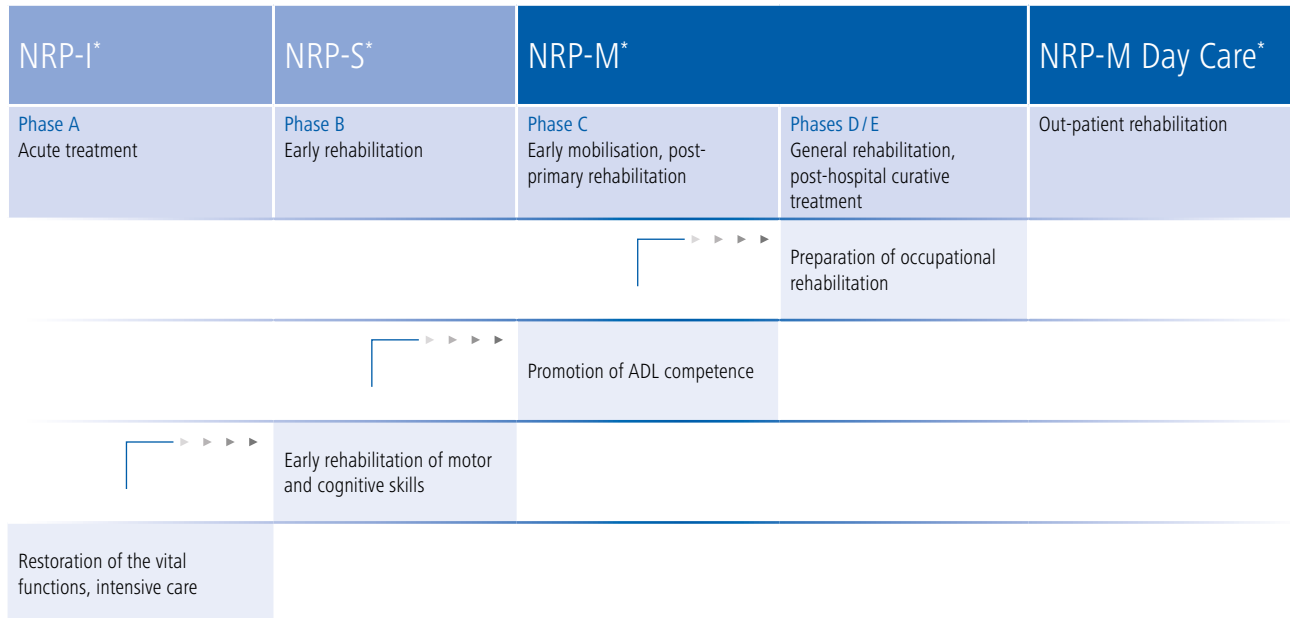 NRP-I*
NRP-S*
NRP-M*
NRP-M Day Care*
Phase A
Acute treatment
Phase B
Early rehabilitation
Phase C
Early mobilisation, post-
primary rehabilitation
Phases D/E
General rehabilitation,
post-hospital curative
treatment
Out-patient rehabilitation
Preparation of occupational
rehabilitation
Promotion of ADL competence
Early rehabilitation of motor
and cognitive skills
Restoration of the vital
functions, intensive care